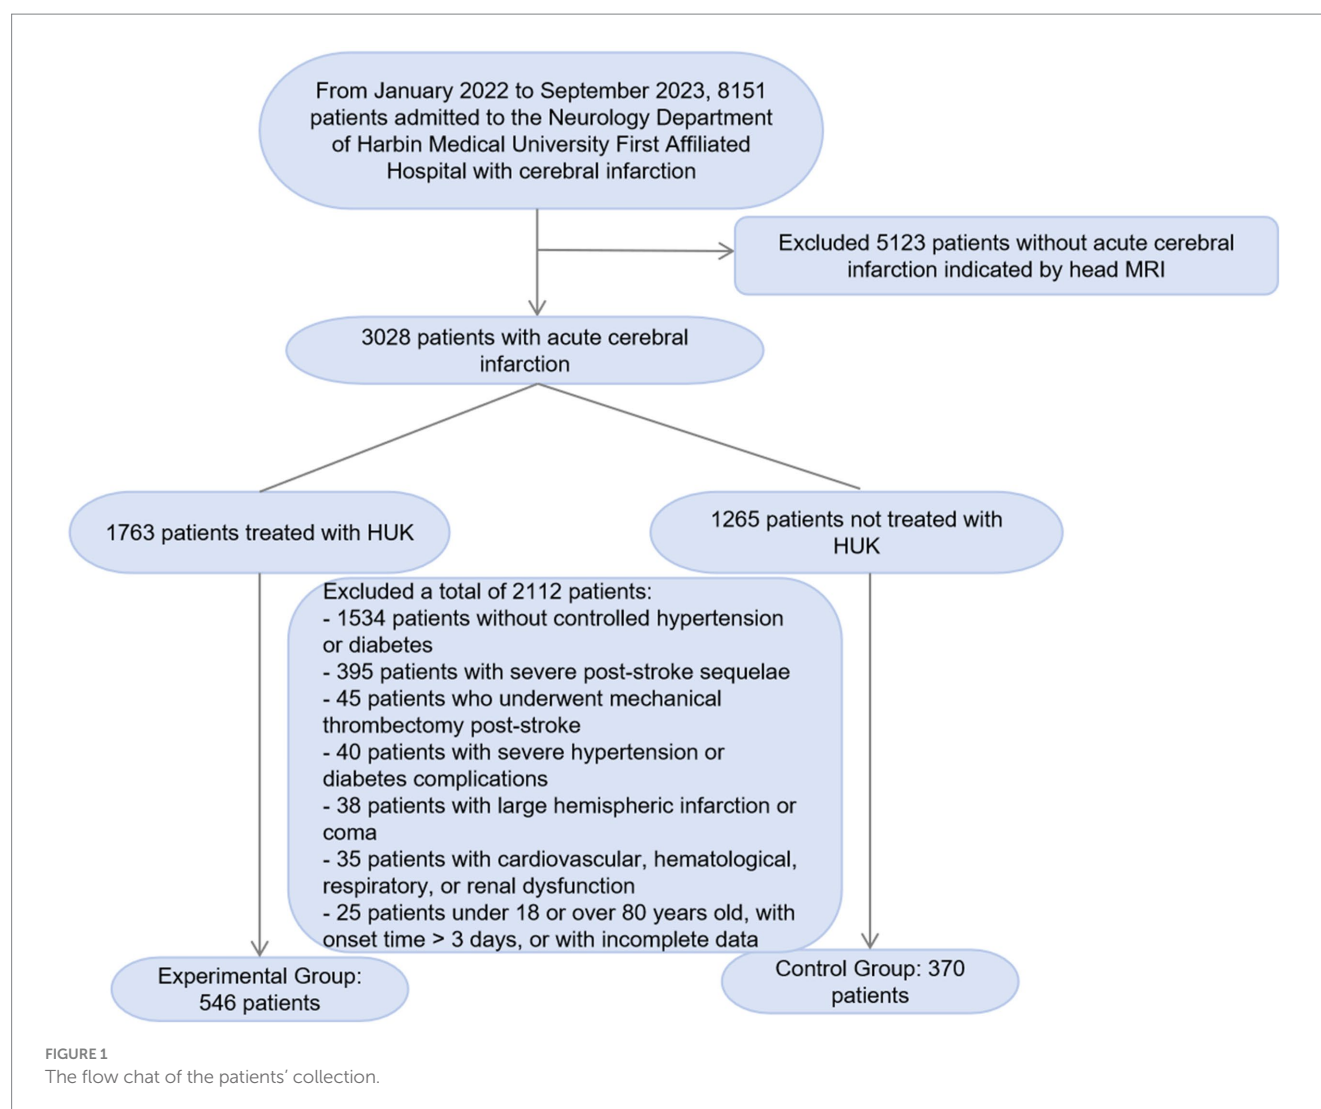 From January 2022 to September 2023, 8151
patients admitted to the Neurology Department
of Harbin Medical University First Affiliated
Hospital with cerebral infarction
Excluded 5123 patients without acute cerebral
infarction indicated by head MRI
3028 patients with acute cerebral
infarction
1763 patients treated with HUK
1265 patients not treated with
HUK
Excluded a total of 2112 patients:
- 1534 patients without controlled hypertension
or diabetes
- 395 patients with severe post-stroke sequelae
- 45 patients who underwent mechanical
thrombectomy post-stroke
- 40 patients with severe hypertension or
diabetes complications
- 38 patients with large hemispheric infarction or
coma
- 35 patients with cardiovascular, hematological,
respiratory, or renal dysfunction
- 25 patients under 18 or over 80 years old, with
onset time > 3 days, or with incomplete data
Experimental Group:
546 patients
Control Group: 370
patients
FIGURE 1
The flow chat of the patients' collection.